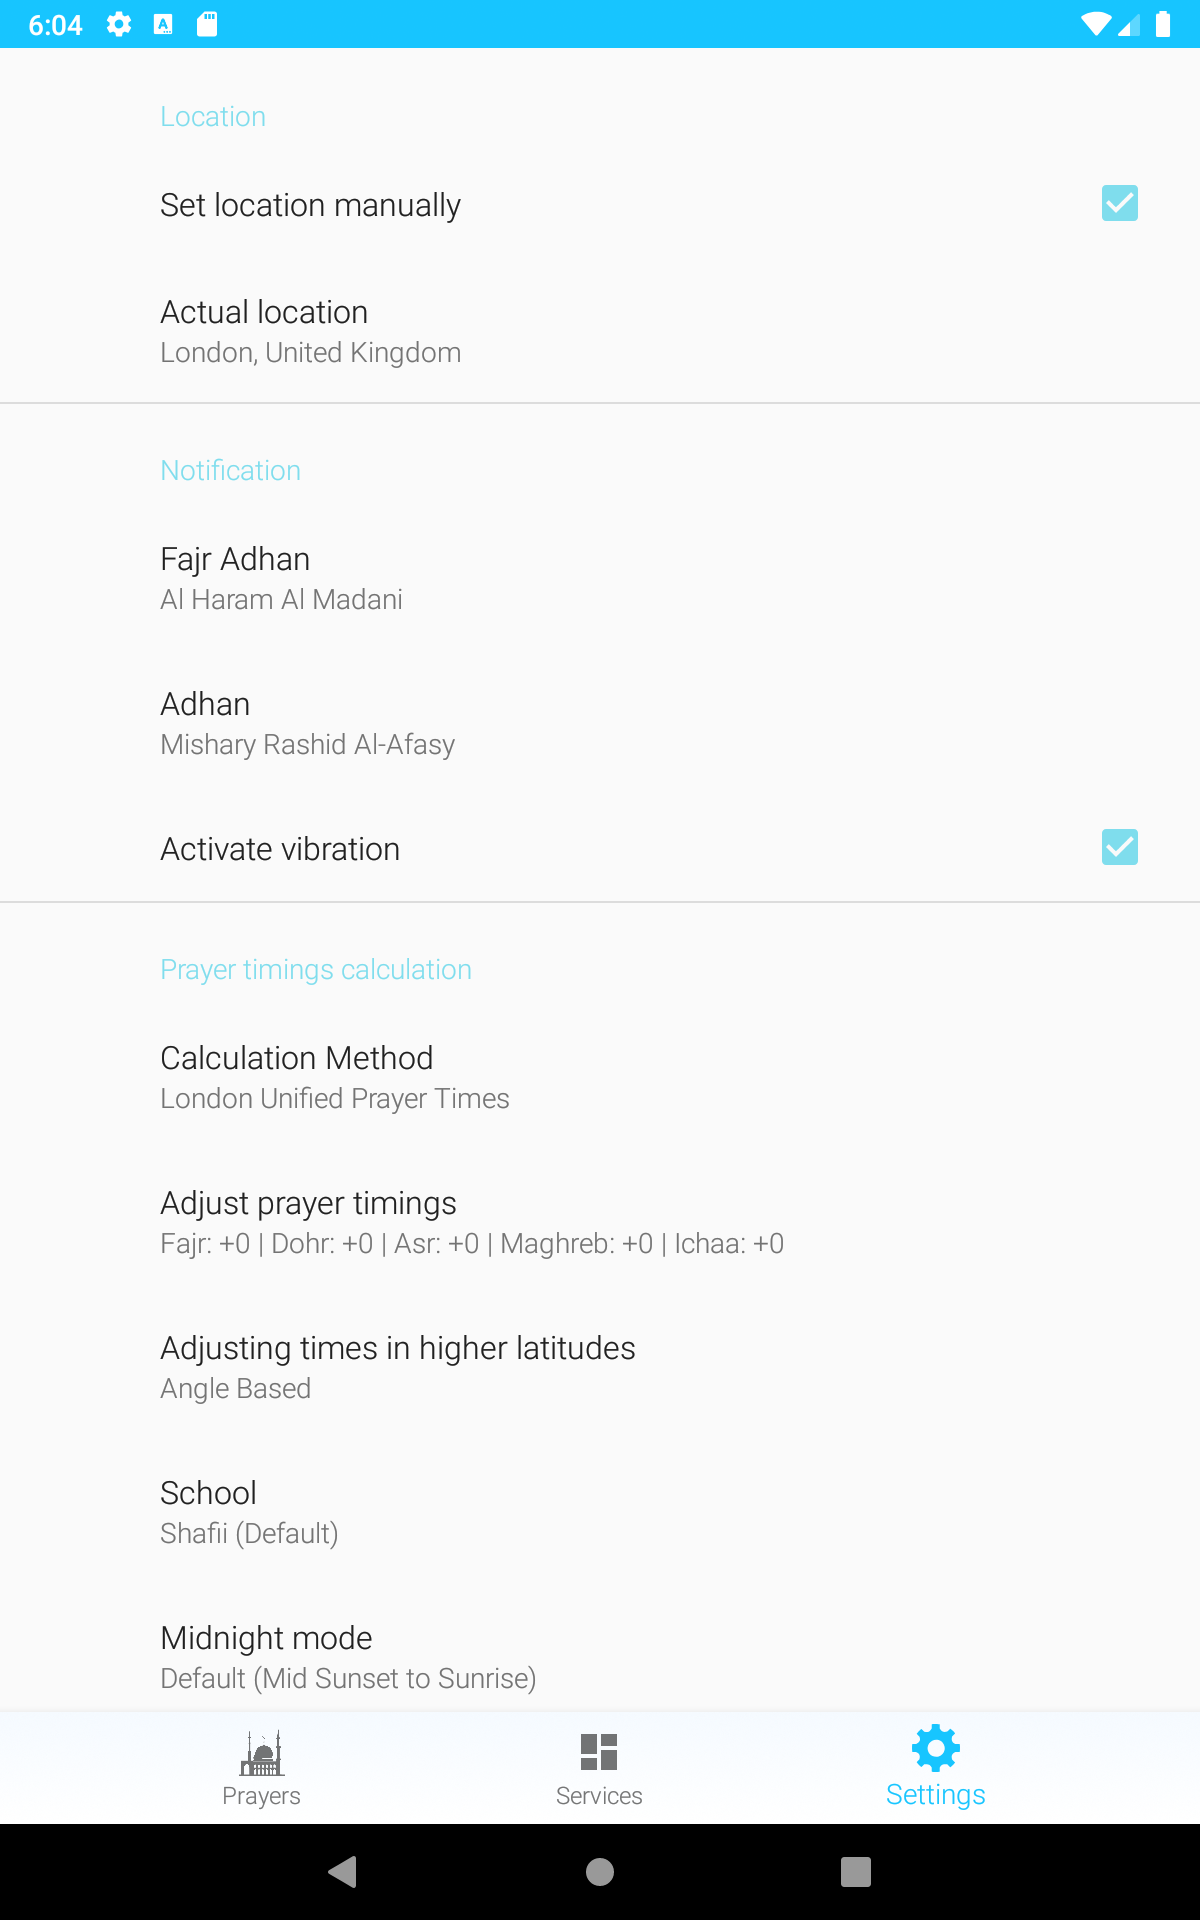 6:04
Location
Set location manually
Actual location
London, United Kingdom
Notification
Fajr Adhan
Al Haram Al Madani
Adhan
Mishary Rashid Al-Afasy
Activate vibration
Prayer timings calculation
Calculation Method
London Unified Prayer Times
Adjust prayer timings
Fajr: +0 | Dohr: +0 | Asr: +0 | Maghreb: +0 | Ichaa: +0
Adjusting times in higher latitudes
Angle Based
School
Shafii (Default)
Midnight mode
Default (Mid Sunset to Sunrise)
Prayers
Services
Settings